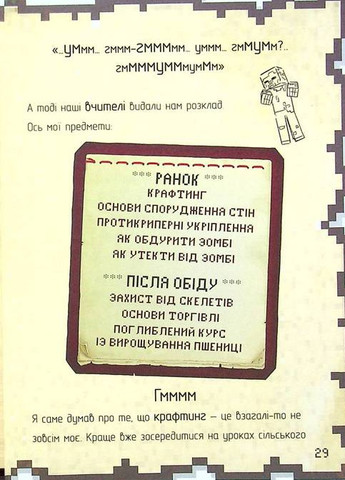 «..уМмм... гммм-гМММмм... уммм... гмМУМм?..
гмМММУММмумМм»
А тоді наші вчителі видали нам розклад.
Ось мої предмети:
*** РАНОК ***
КРАФТИНГ
ОСНОВИ СПОРУДЖЕННЯ СТІН
ПРОТИКРИПЕРНІ УКРІПЛЕННЯ
ЯК ОБДУРИТИ ЗОМБІ
ЯК УТЕКТИ ВІД ЗОМБІ
*** ПІСЛЯ ОБІДУ ***
ЗАХИСТ ВІД СКЕЛЕТІВ
ОСНОВИ ТОРГІВЛІ
ПОГЛИБЛЕНИЙ КУРС
ІЗ ВИРОЩУВАННЯ ПШЕНИЦІ
Гмммм
Я саме думав про те, що крафтинг – це взагалі-то не
зовсім моє. Краще вже зосередитися на уроках сільського
29